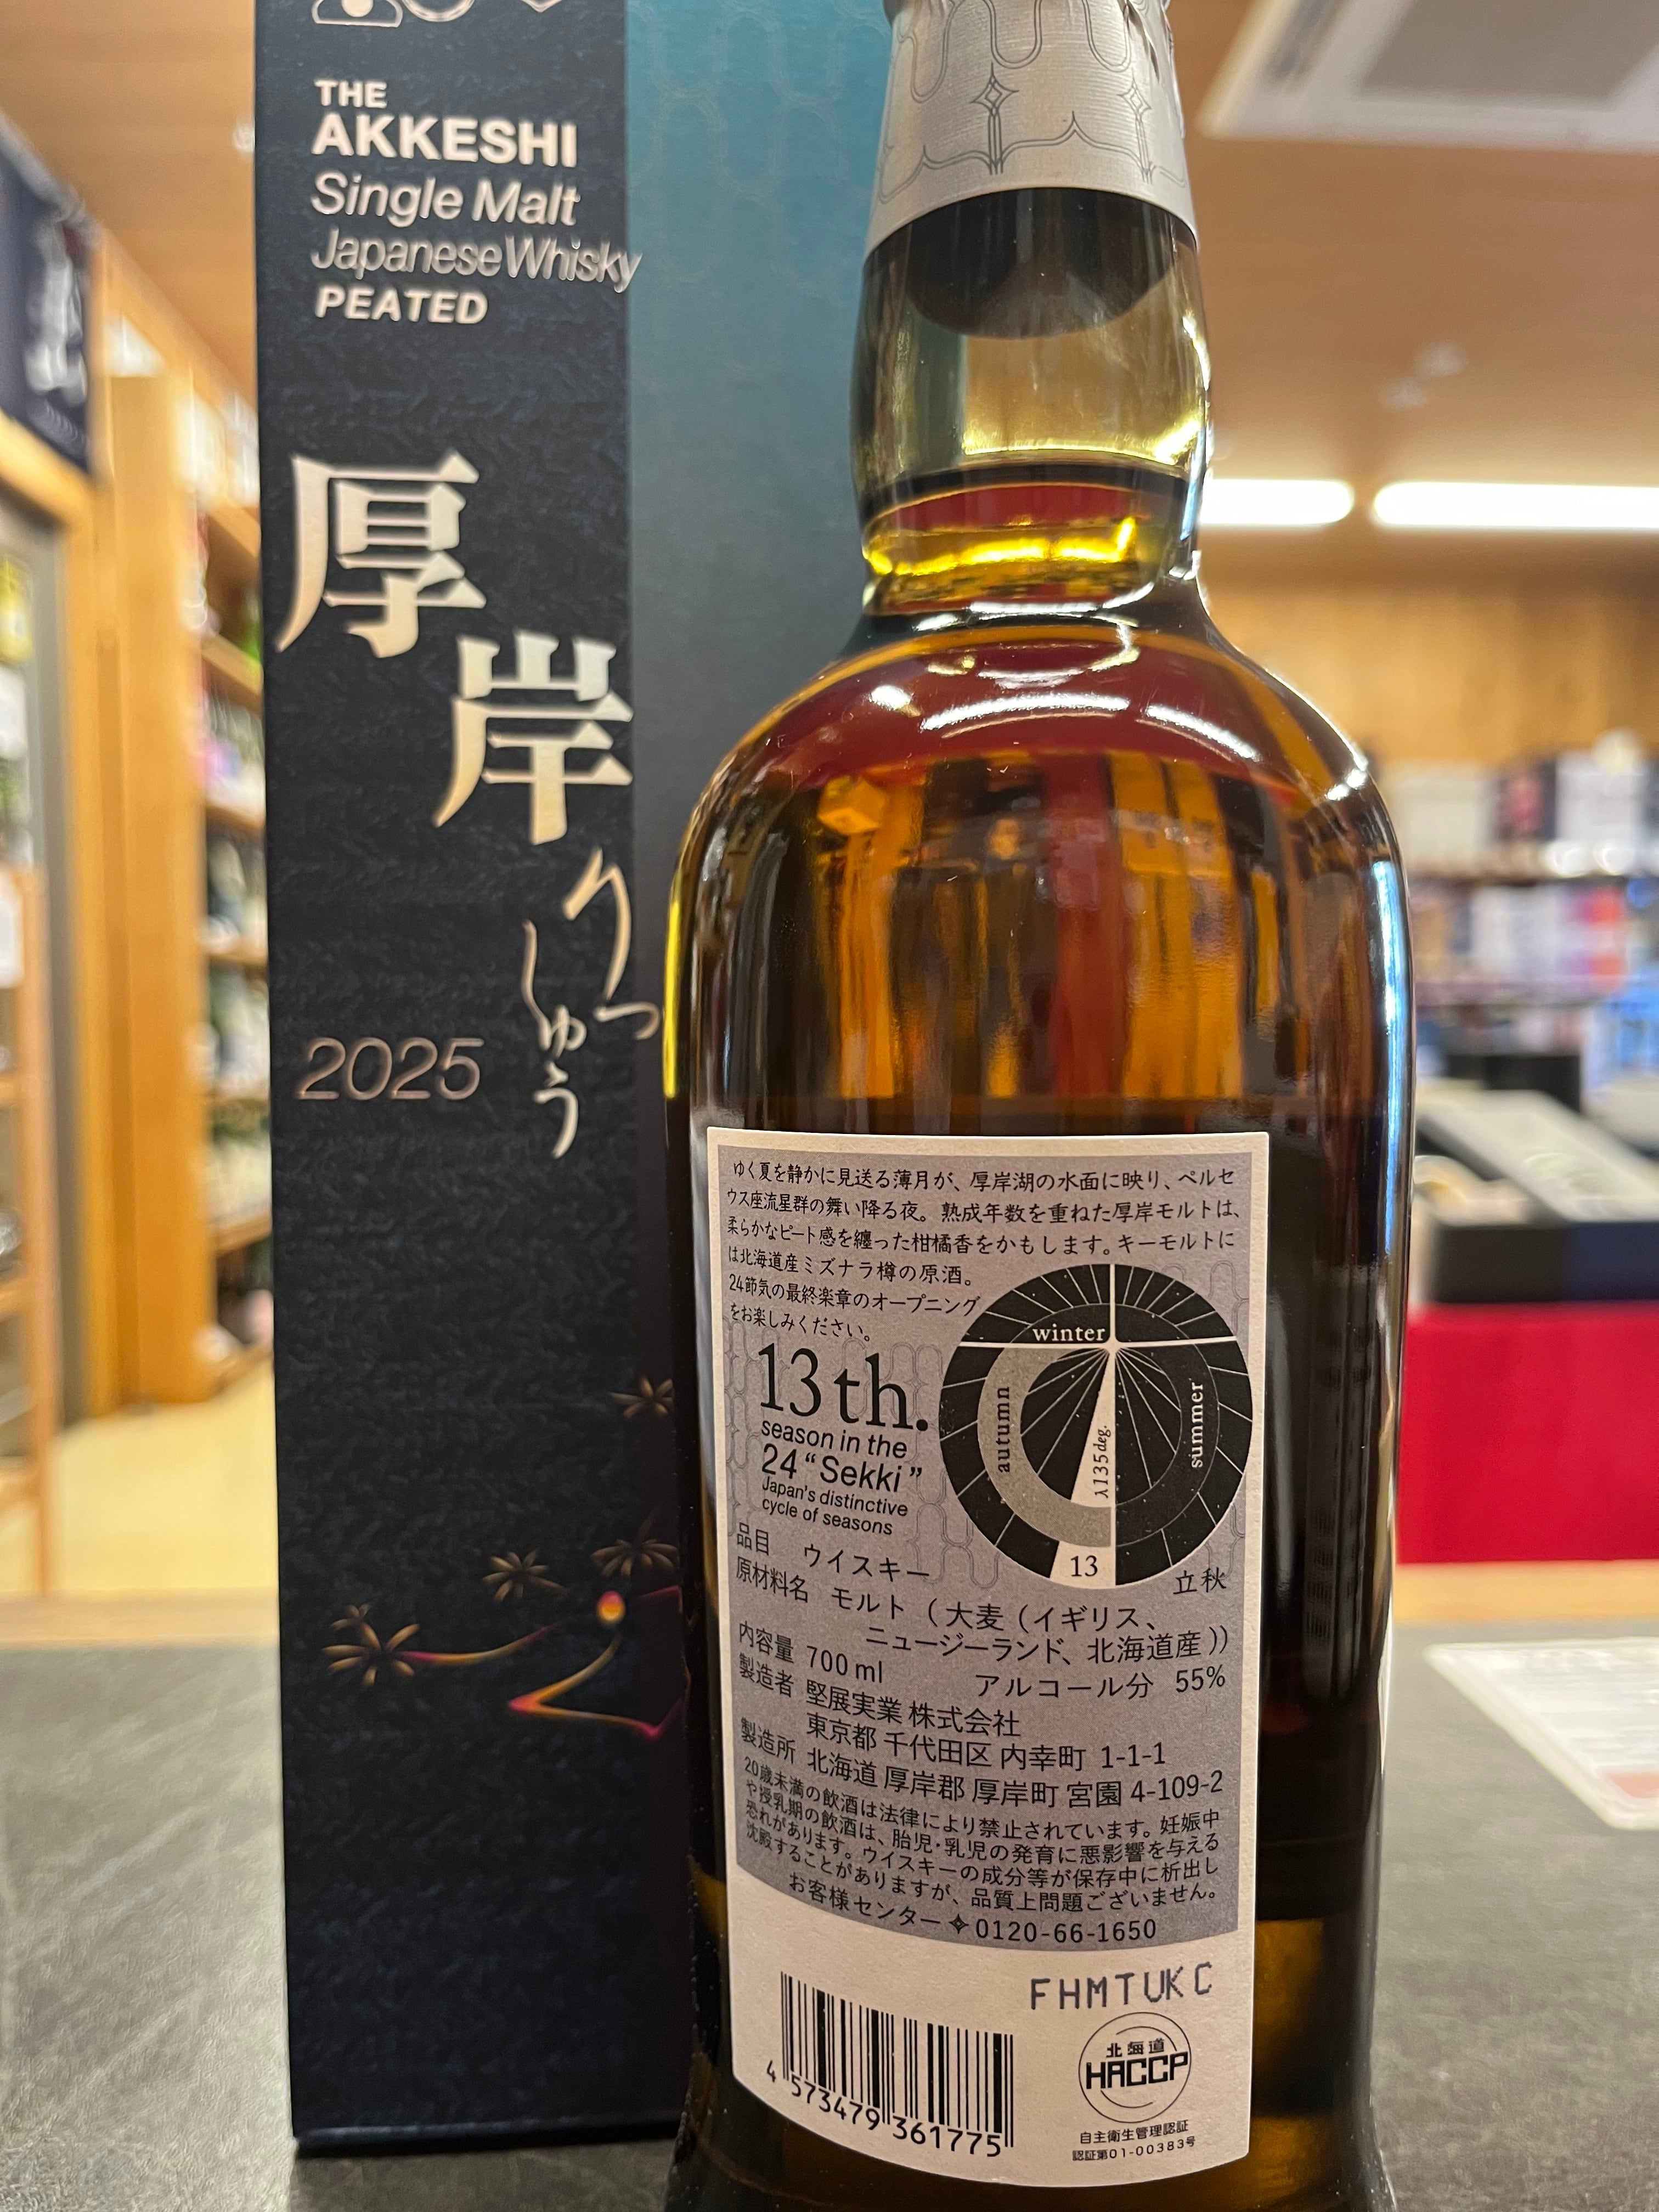 THE
AKKESHI
Single Malt
Japanese Whisky
PEATED
厚岸
りっしゅう
2025
ゆく夏を静かに見送る薄月が、厚岸湖の水面に映り、ペルセ
ウス座流星群の舞い降る夜。熟成年数を重ねた厚岸モルトは、
柔らかなピート感を纏った柑橘香をかもします。キーモルトに
は北海道産ミズナラ樽の原酒。
24節気の最終楽章のオープニング
をお楽しみください。
13th.
season in the
24 “Sekki”
Japan's distinctive
cycle of seasons
winter
autumn
summer
λ135deg.
13
立秋
品目 ウイスキー
原材料名 モルト（大麦（イギリス、
ニュージーランド、北海道産））
内容量 700ml アルコール分 55%
製造者 堅展実業 株式会社
東京都 千代田区 内幸町 1-1-1
製造所 北海道 厚岸郡 厚岸町 宮園 4-109-2
20歳未満の飲酒は法律により禁止されています。妊娠中
や授乳期の飲酒は、胎児・乳児の発育に悪影響を与える
恐れがあります。ウイスキーの成分等が保存中に析出し
沈殿することがありますが、品質上問題ございません。
お客様センター✧0120-66-1650
FHMTUKC
4 573479 361775
北海道
HACCP
自主衛生管理認証
認証第01-00383号